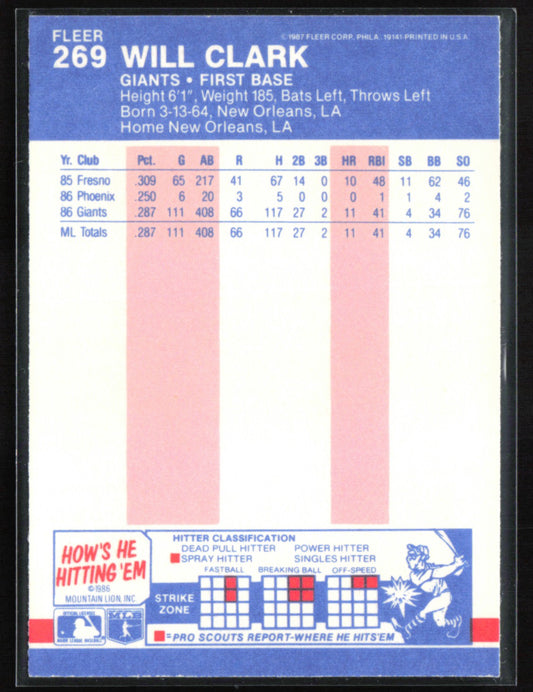 FLEER
269 WILL CLARK
©1987 FLEER CORP., PHILA. 19141-PRINTED IN U.S.A.
GIANTS • FIRST BASE
Height 6'1", Weight 185, Bats Left, Throws Left
Born 3-13-64, New Orleans, LA
Home New Orleans, LA
Yr. Club Pct. G AB R H 2B 3B HR RBI SB BB SO
85 Fresno .309 65 217 41 67 14 0 10 48 11 62 46
86 Phoenix .250 6 20 3 5 0 0 0 1 1 4 2
86 Giants .287 111 408 66 117 27 2 11 41 4 34 76
ML Totals .287 111 408 66 117 27 2 11 41 4 34 76
HOW'S HE
HITTING 'EM
©1986
MOUNTAIN LION, INC
HITTER CLASSIFICATION
DEAD PULL HITTER POWER HITTER
SPRAY HITTER SINGLES HITTER
FASTBALL BREAKING BALL OFF-SPEED
STRIKE
ZONE
=PRO SCOUTS REPORT-WHERE HE HITS'EM
OFFICIAL LICENSEE
MAJOR LEAGUE BASEBALL